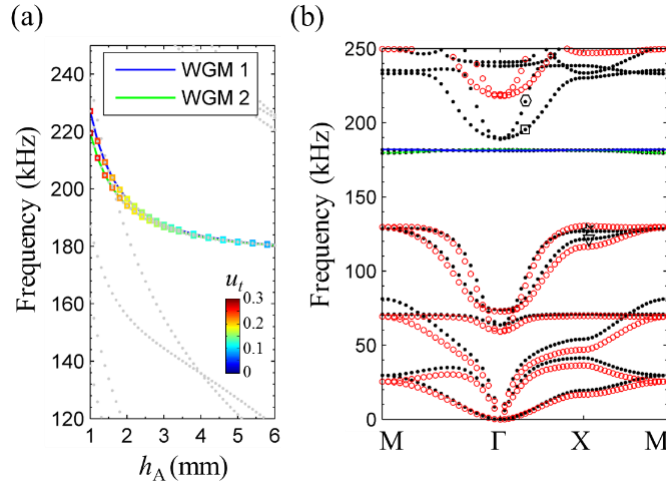 (a)
(b)
Frequency (kHz)
240
220
200
180
160
140
120
WGM 1
WGM 2
u_t
0.3
0.2
0.1
0
1 2 3 4 5 6
h_A (mm)
Frequency (kHz)
250
200
150
100
50
0
M Γ X M